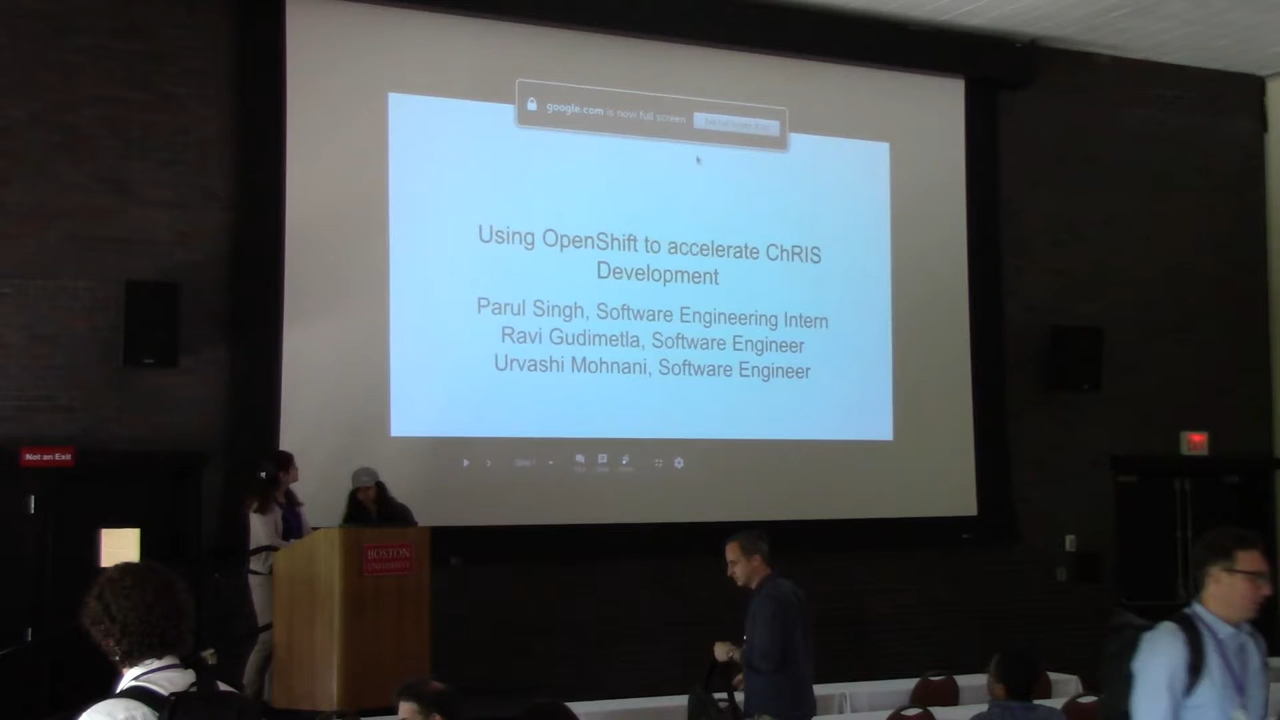 google.com is now full screen
Using OpenShift to accelerate ChRIS
Development
Parul Singh, Software Engineering Intern
Ravi Gudimetla, Software Engineer
Urvashi Mohnani, Software Engineer
Not an Exit
BOSTON
UNIVERSITY